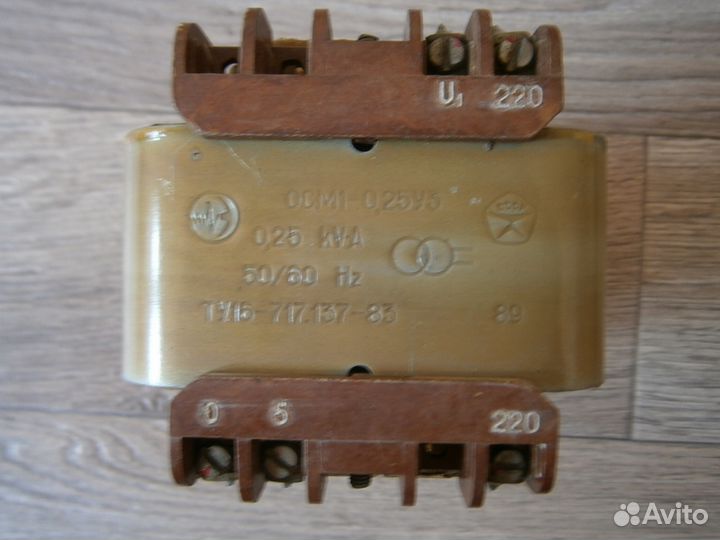 U1 220
ОСМ1-0,25У3
0,25 kVA
50/60 Hz
ТУ16-717.137-83 89
0 5 220
Avito